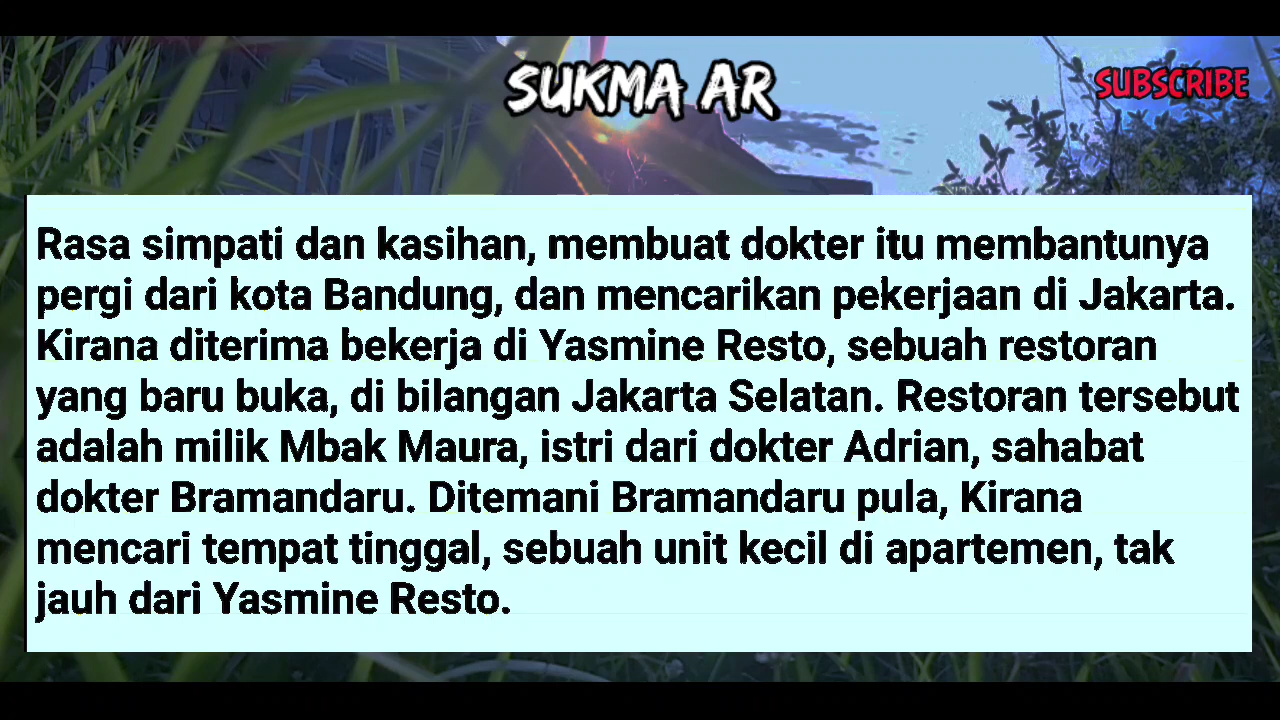 SUKMA AR
SUBSCRIBE
Rasa simpati dan kasihan, membuat dokter itu membantunya
pergi dari kota Bandung, dan mencarikan pekerjaan di Jakarta.
Kirana diterima bekerja di Yasmine Resto, sebuah restoran
yang baru buka, di bilangan Jakarta Selatan. Restoran tersebut
adalah milik Mbak Maura, istri dari dokter Adrian, sahabat
dokter Bramandaru. Ditemani Bramandaru pula, Kirana
mencari tempat tinggal, sebuah unit kecil di apartemen, tak
jauh dari Yasmine Resto.